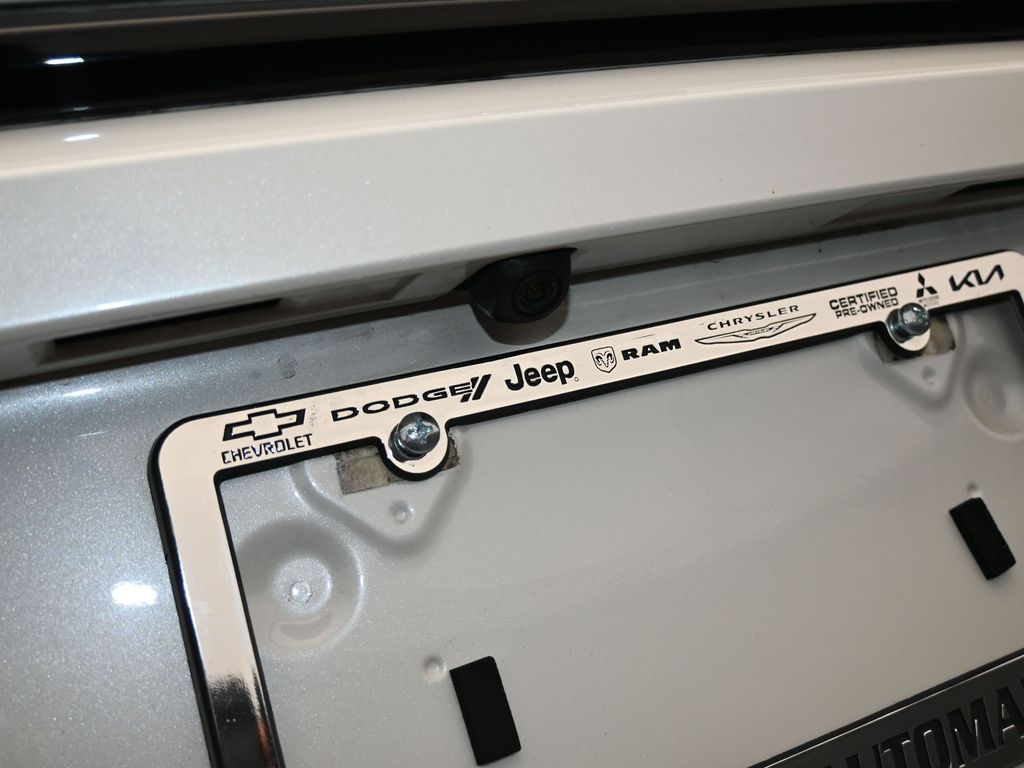 CHEVROLET
DODGE
Jeep
RAM
CHRYSLER
CERTIFIED
PRE-OWNED
KIA